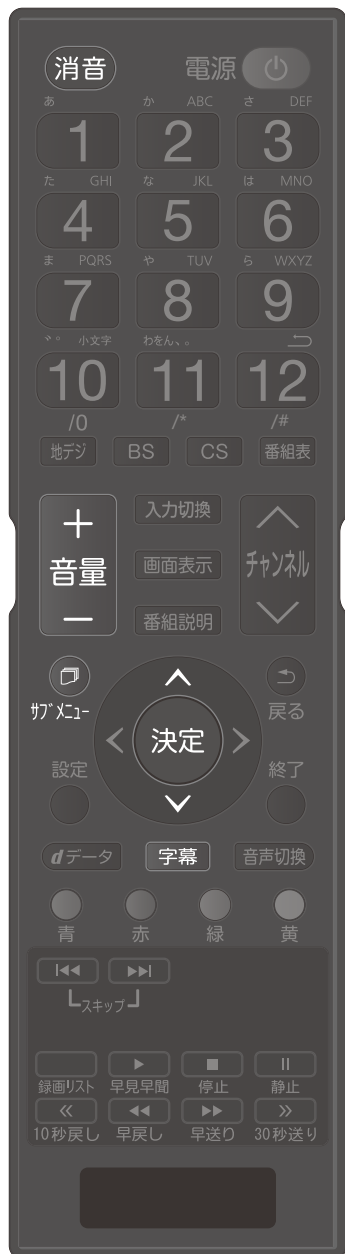 消音 電源
あ か ABC さ DEF
1 2 3
た GHI な JKL は MNO
4 5 6
ま PQRS や TUV ら WXYZ
7 8 9
゛゜ 小文字 わをん、。
10 11 12
/0 /* /#
地デジ BS CS 番組表
+ 入力切換
音量 画面表示 チャンネル
− 番組説明
サブメニュー 決定 戻る
設定 終了
dデータ 字幕 音声切換
青 赤 緑 黄
スキップ
録画リスト 早見早聞 停止 静止
10秒戻し 早戻し 早送り 30秒送り